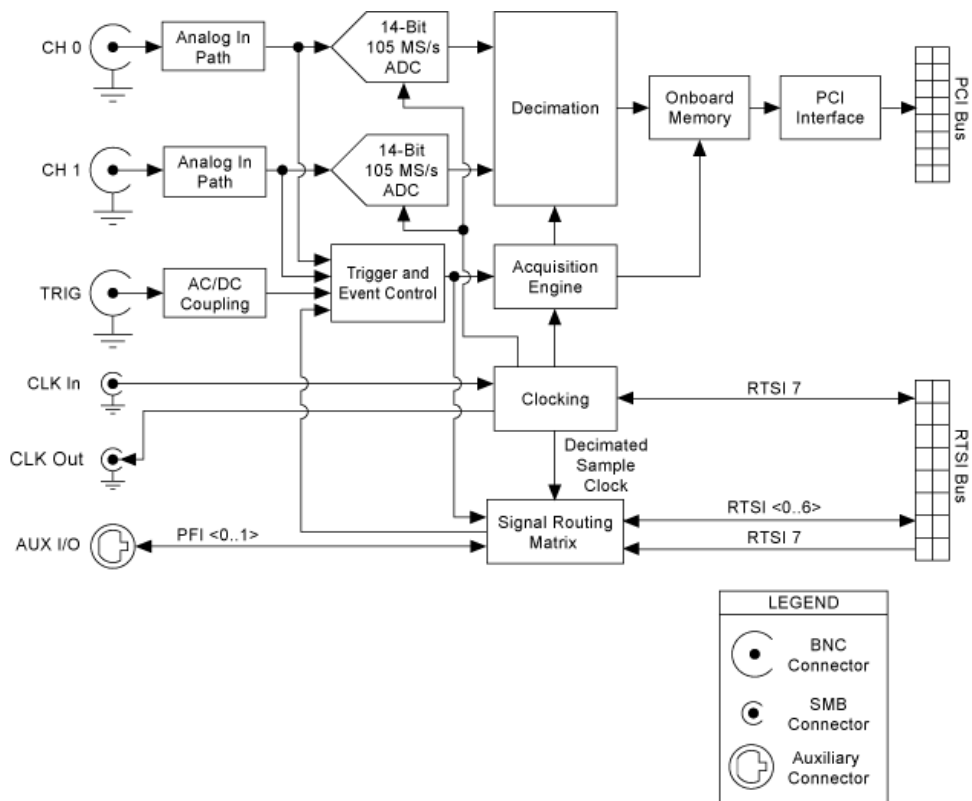 CH 0
Analog In
Path
14-Bit
105 MS/s
ADC
Decimation
Onboard
Memory
PCI
Interface
PCI Bus
CH 1
Analog In
Path
14-Bit
105 MS/s
ADC
TRIG
AC/DC
Coupling
Trigger and
Event Control
Acquisition
Engine
CLK In
Clocking
RTSI 7
RTSI Bus
CLK Out
Decimated
Sample
Clock
AUX I/O
PFI <0..1>
Signal Routing
Matrix
RTSI <0..6>
RTSI 7
LEGEND
BNC
Connector
SMB
Connector
Auxiliary
Connector